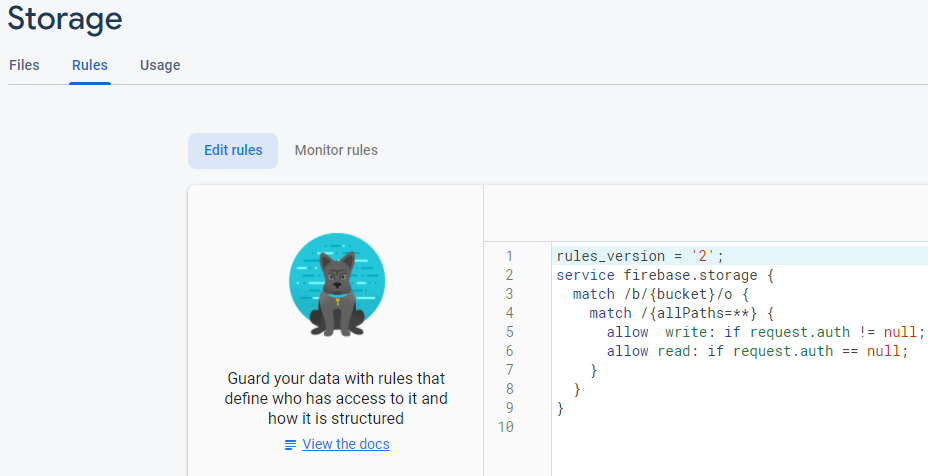 Storage
Files Rules Usage
Edit rules Monitor rules
Guard your data with rules that
define who has access to it and
how it is structured
View the docs
1 rules_version = '2';
2 service firebase.storage {
3   match /b/{bucket}/o {
4     match /{allPaths=**} {
5       allow  write: if request.auth != null;
6       allow read: if request.auth == null;
7     }
8   }
9 }
10